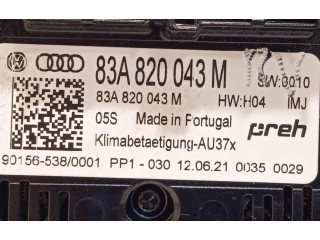 83A 820 043 M
83A 820 043 M
SW:0010
HW:H04 IMJ
05S Made in Portugal
preh
Klimabetaetigung-AU37x
90156-538/0001 PP1-030 12.06.21 0035 0029